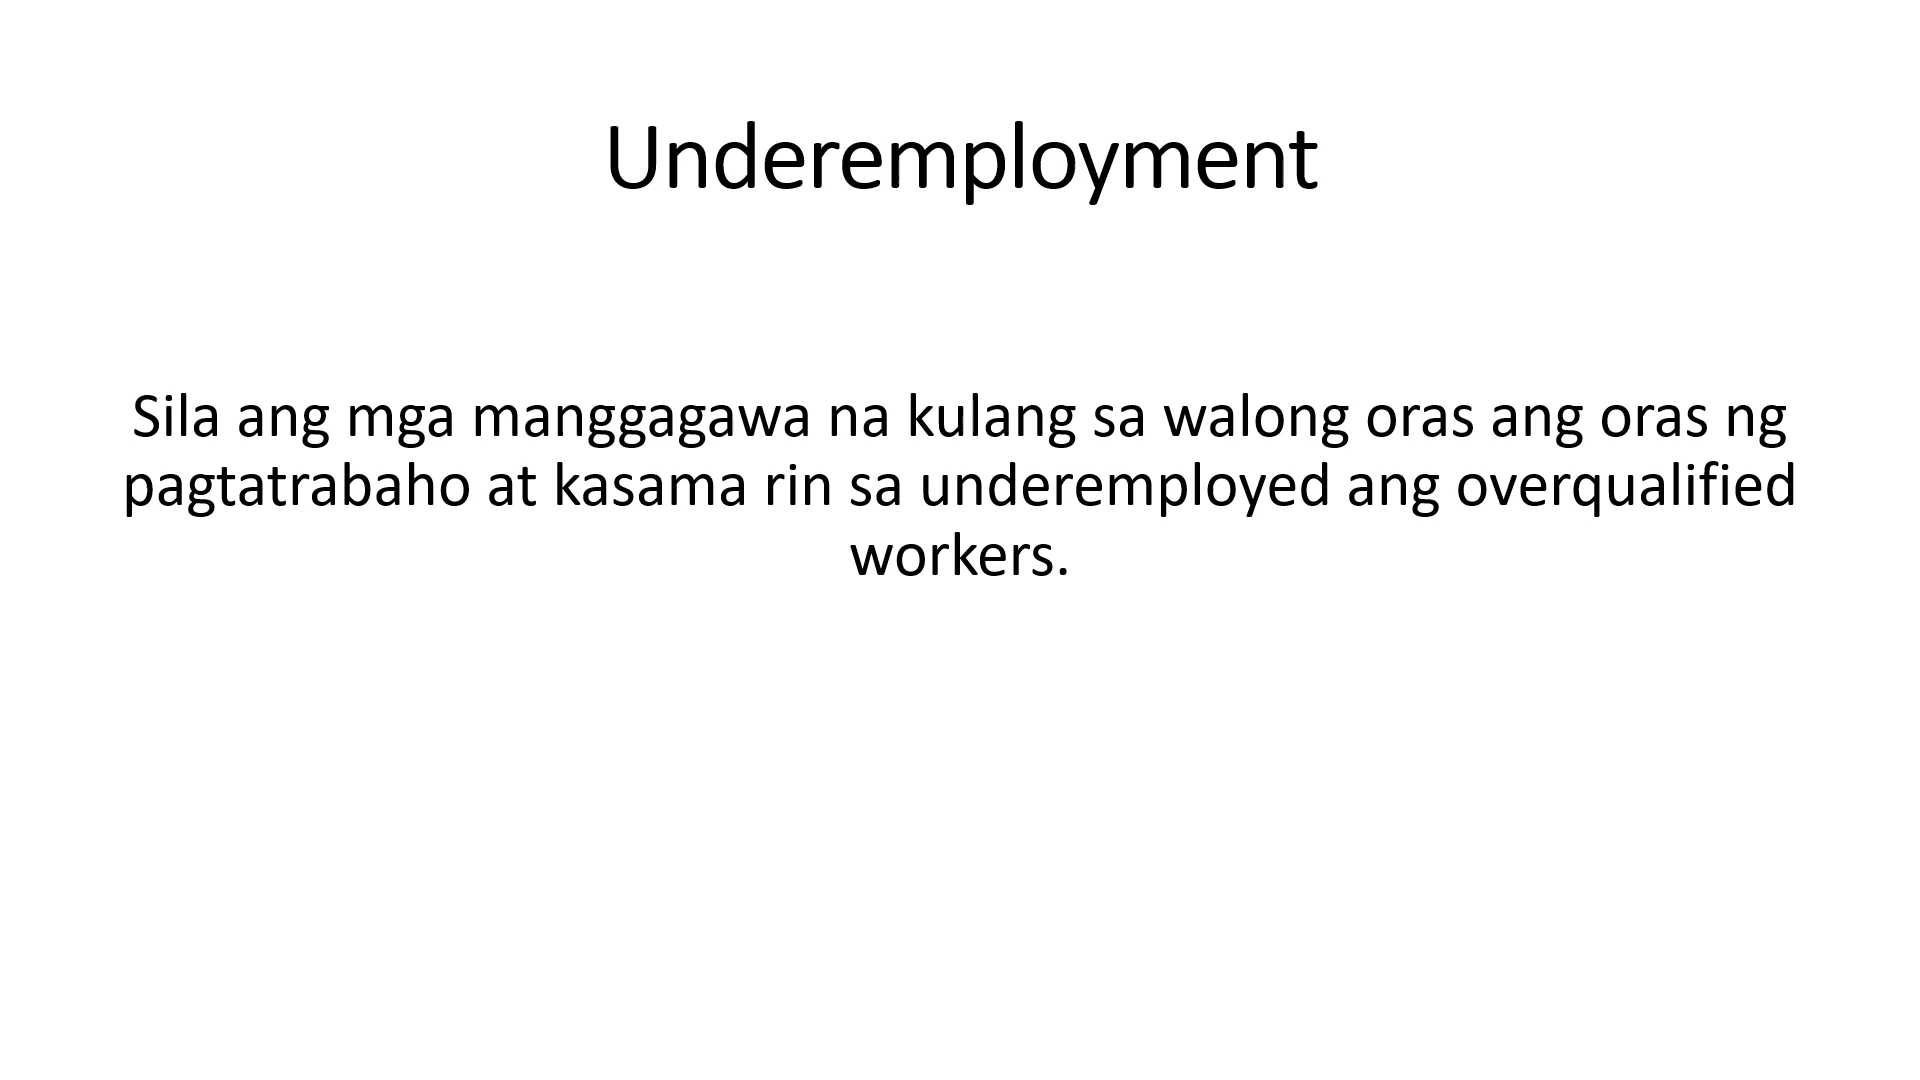 Underemployment
Sila ang mga manggagawa na kulang sa walong oras ang oras ng
pagtatrabaho at kasama rin sa underemployed ang overqualified
workers.